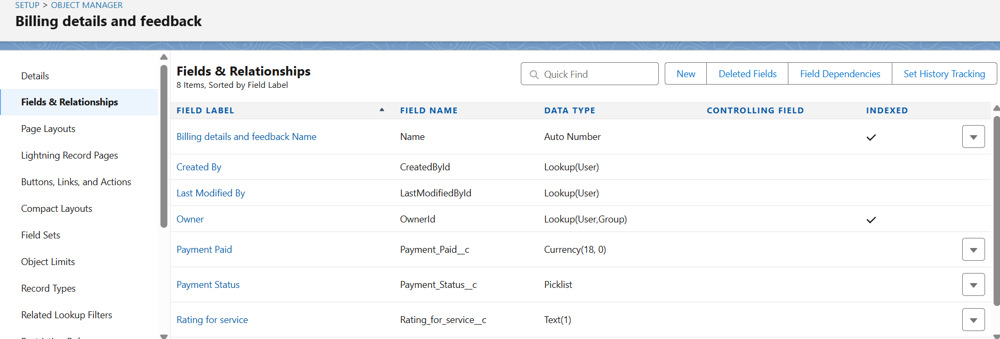 SETUP > OBJECT MANAGER
Billing details and feedback
Details
Fields & Relationships
Page Layouts
Lightning Record Pages
Buttons, Links, and Actions
Compact Layouts
Field Sets
Object Limits
Record Types
Related Lookup Filters
Fields & Relationships
8 Items, Sorted by Field Label
Quick Find
New
Deleted Fields
Field Dependencies
Set History Tracking
FIELD LABEL FIELD NAME DATA TYPE CONTROLLING FIELD INDEXED
Billing details and feedback Name Name Auto Number
Created By CreatedById Lookup(User)
Last Modified By LastModifiedById Lookup(User)
Owner OwnerId Lookup(User,Group)
Payment Paid Payment_Paid__c Currency(18, 0)
Payment Status Payment_Status__c Picklist
Rating for service Rating_for_service__c Text(1)